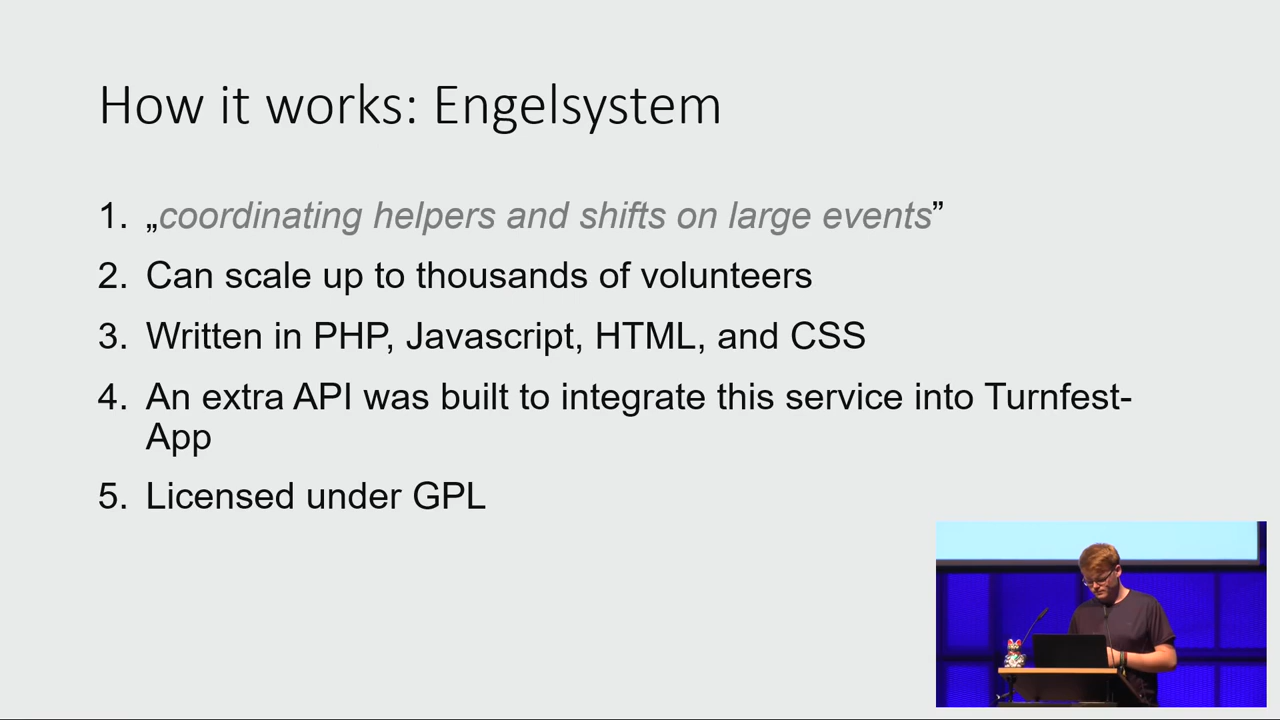 How it works: Engelsystem
1. „coordinating helpers and shifts on large events”
2. Can scale up to thousands of volunteers
3. Written in PHP, Javascript, HTML, and CSS
4. An extra API was built to integrate this service into Turnfest-
App
5. Licensed under GPL